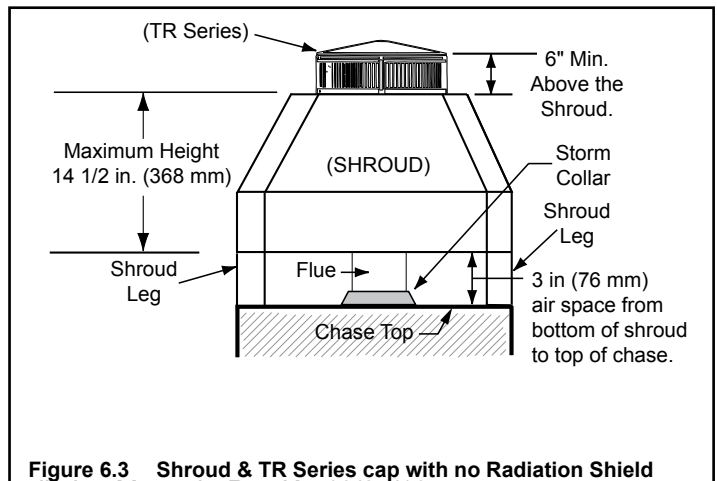 (TR Series)
6" Min.
Above the
Shroud.
Maximum Height
14 1/2 in. (368 mm)
(SHROUD)
Storm
Collar
Shroud
Leg
Shroud
Leg
Flue
3 in (76 mm)
air space from
bottom of shroud
to top of chase.
Chase Top
Figure 6.3 Shroud & TR Series cap with no Radiation Shield